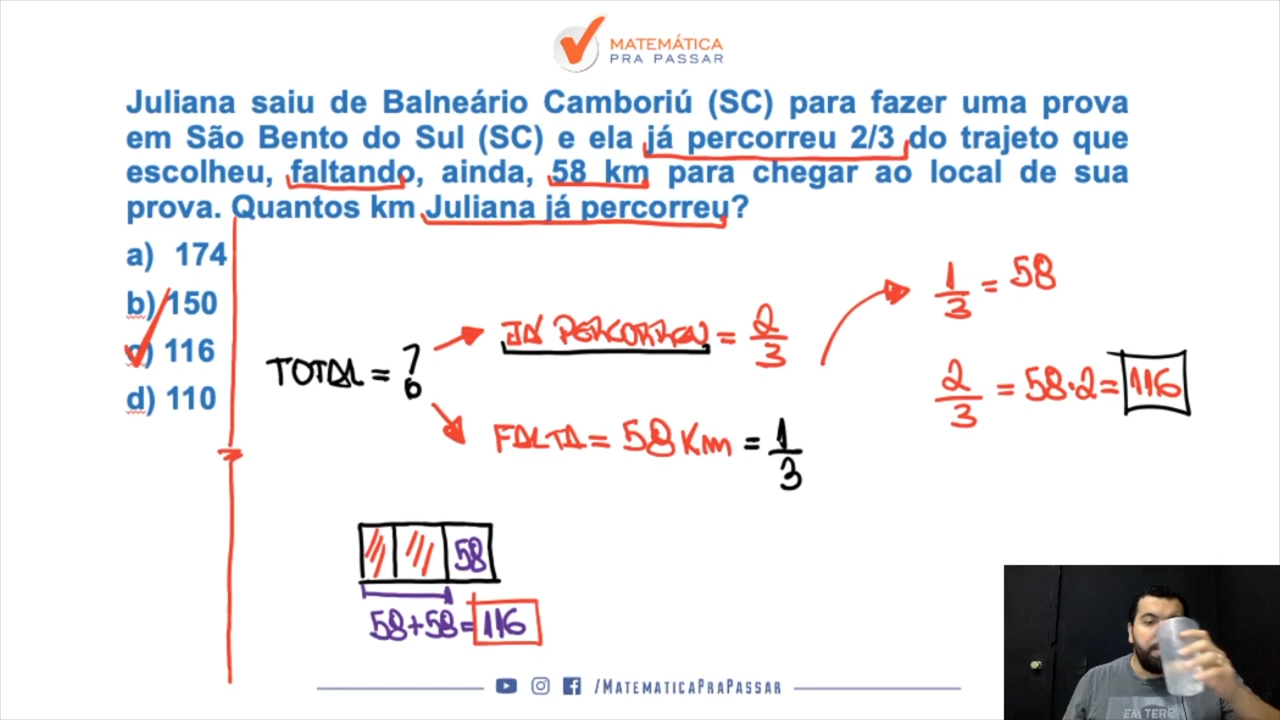 MATEMÁTICA
PRA PASSAR
Juliana saiu de Balneário Camboriú (SC) para fazer uma prova
em São Bento do Sul (SC) e ela já percorreu 2/3 do trajeto que
escolheu, faltando, ainda, 58 km para chegar ao local de sua
prova. Quantos km Juliana já percorreu?
a) 174
b) 150
c) 116
d) 110
TOTAL = ?
JÁ PERCORREU = 2/3
FALTA = 58 Km = 1/3
1/3 = 58
2/3 = 58·2 = 116
58
58+58=116
/MATEMATICAPRAPASSAR
EM TERR